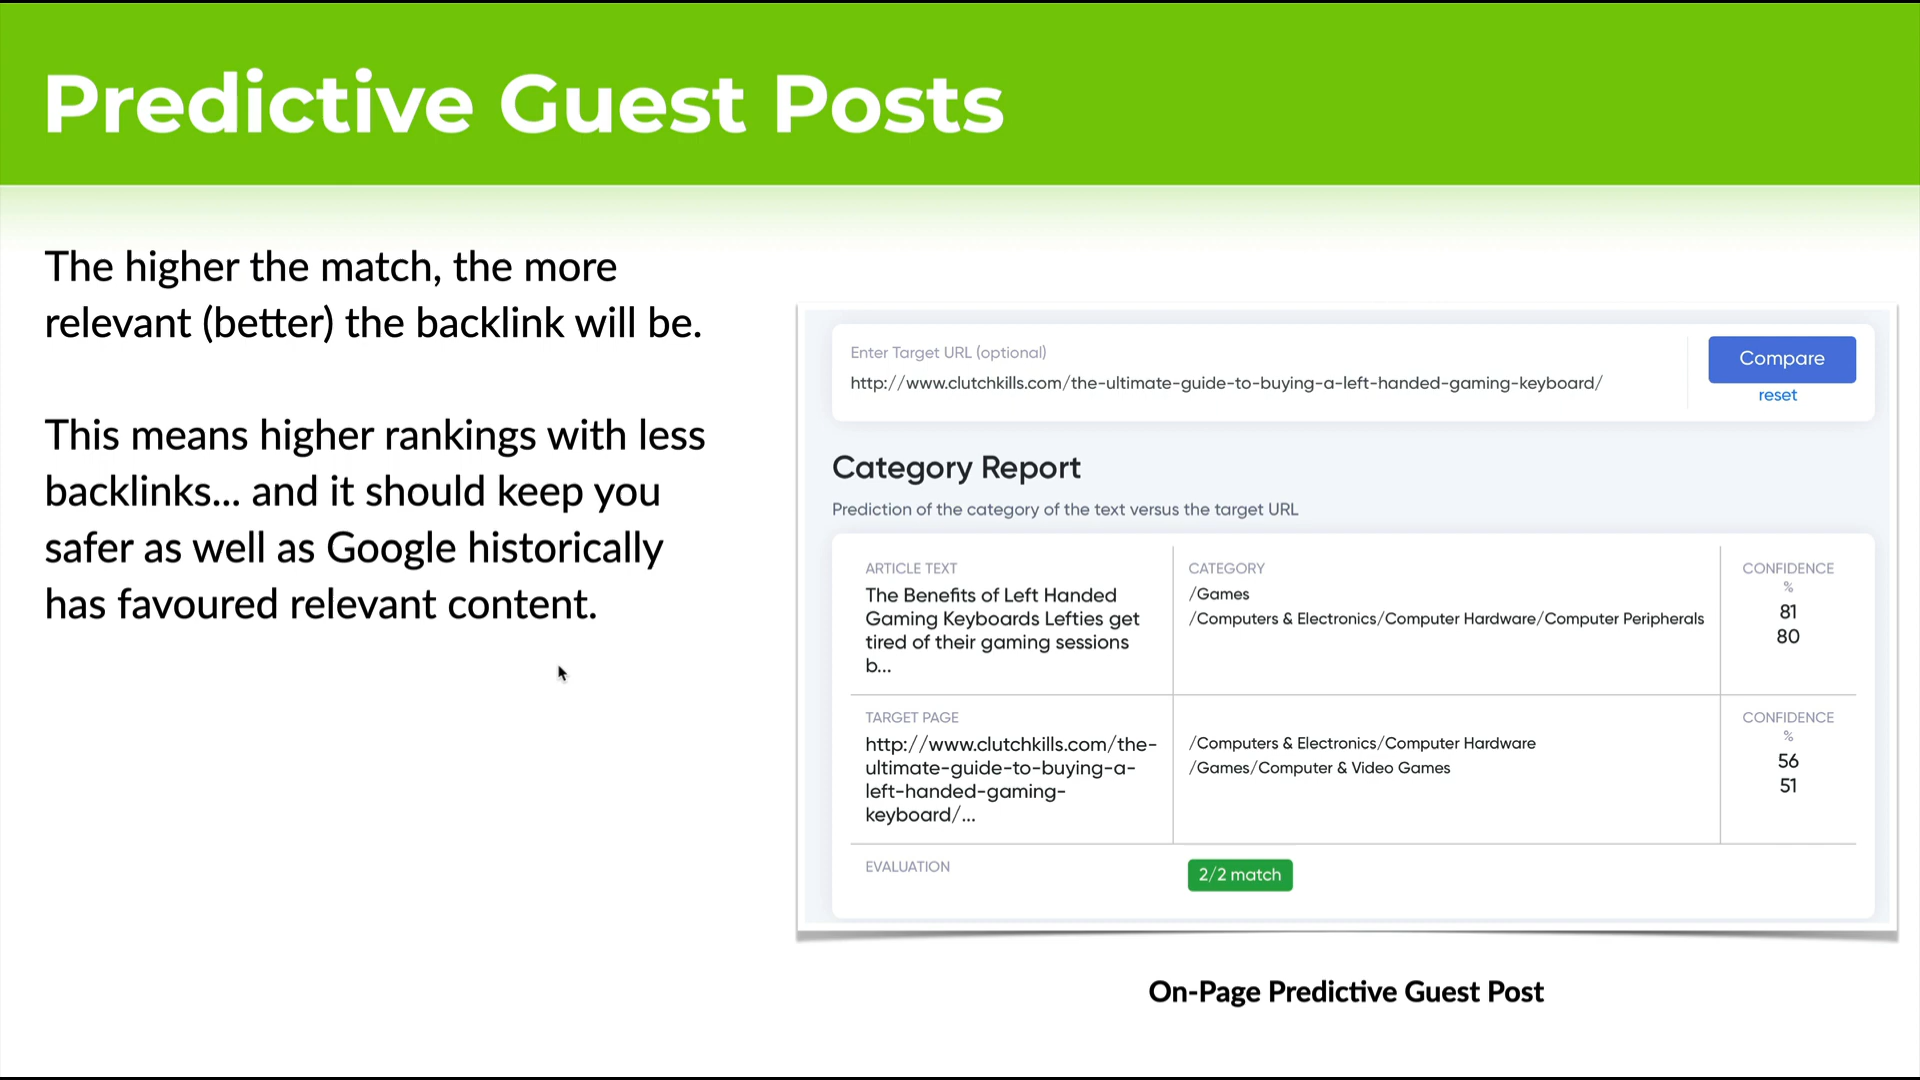 Predictive Guest Posts
The higher the match, the more
relevant (better) the backlink will be.
This means higher rankings with less
backlinks... and it should keep you
safer as well as Google historically
has favoured relevant content.
Enter Target URL (optional)
http://www.clutchkills.com/the-ultimate-guide-to-buying-a-left-handed-gaming-keyboard/
Compare
reset
Category Report
Prediction of the category of the text versus the target URL
ARTICLE TEXT
The Benefits of Left Handed
Gaming Keyboards Lefties get
tired of their gaming sessions
b...
CATEGORY
/Games
/Computers & Electronics/Computer Hardware/Computer Peripherals
CONFIDENCE
%
81
80
TARGET PAGE
http://www.clutchkills.com/the-
ultimate-guide-to-buying-a-
left-handed-gaming-
keyboard/...
/Computers & Electronics/Computer Hardware
/Games/Computer & Video Games
CONFIDENCE
%
56
51
EVALUATION
2/2 match
On-Page Predictive Guest Post